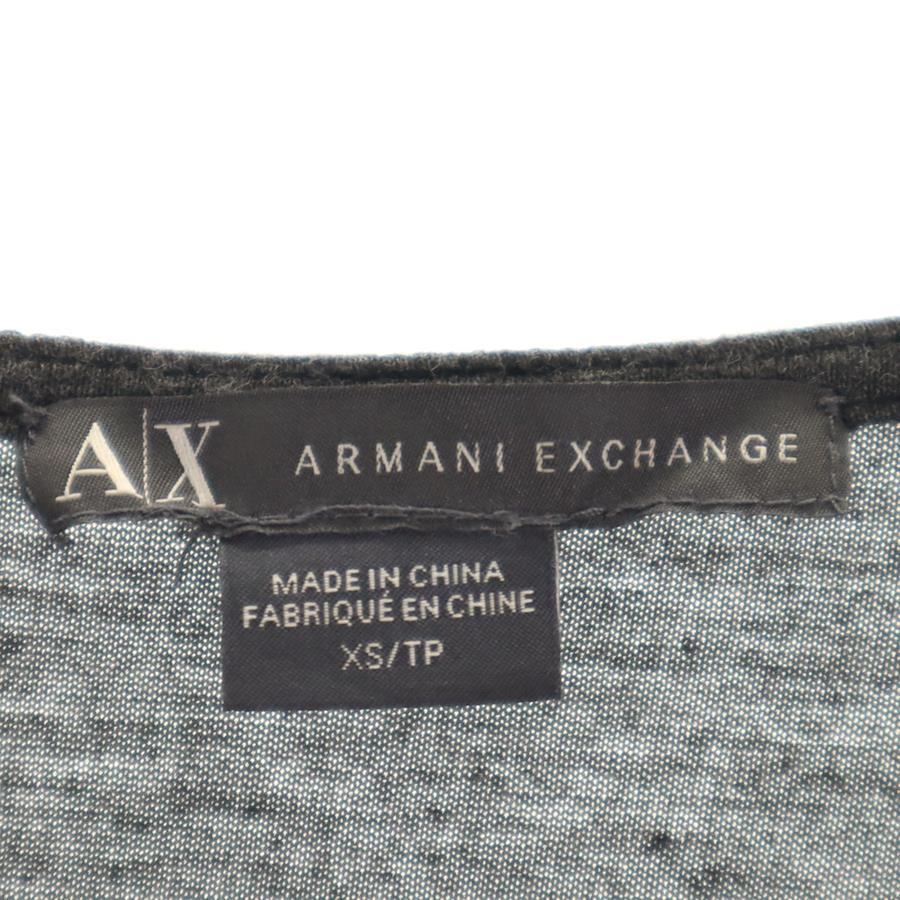 A|X ARMANI EXCHANGE
MADE IN CHINA
FABRIQUÉ EN CHINE
XS/TP